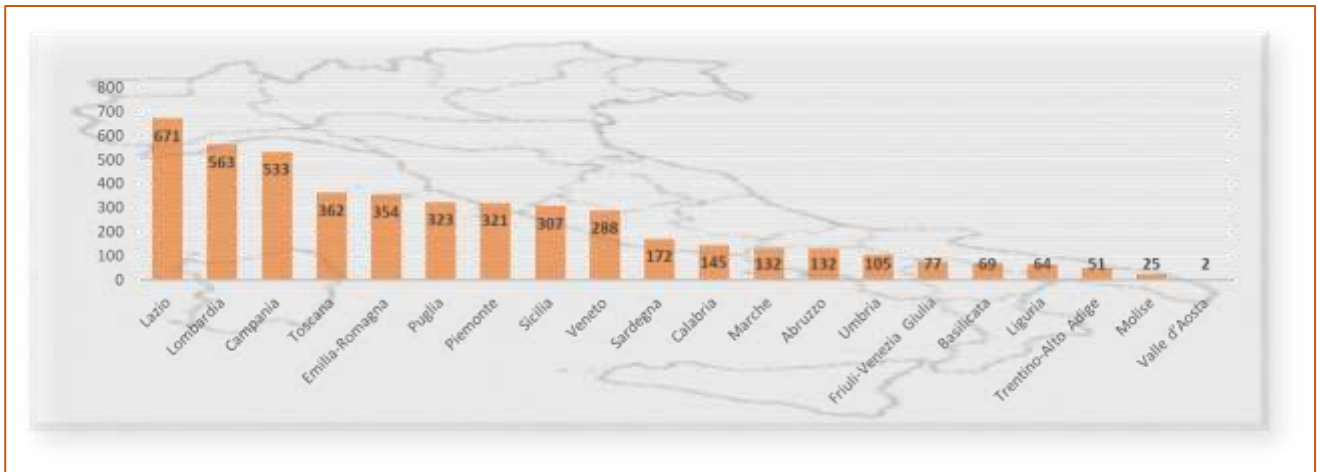 800
700
600
500
400
300
200
100
0
671
563
533
362
354
323
321
307
288
172
145
132
132
105
77
69
64
51
25
2
Lazio
Lombardia
Campania
Toscana
Emilia-Romagna
Puglia
Piemonte
Sicilia
Veneto
Sardegna
Calabria
Marche
Abruzzo
Umbria
Friuli-Venezia Giulia
Basilicata
Liguria
Trentino-Alto Adige
Molise
Valle d'Aosta